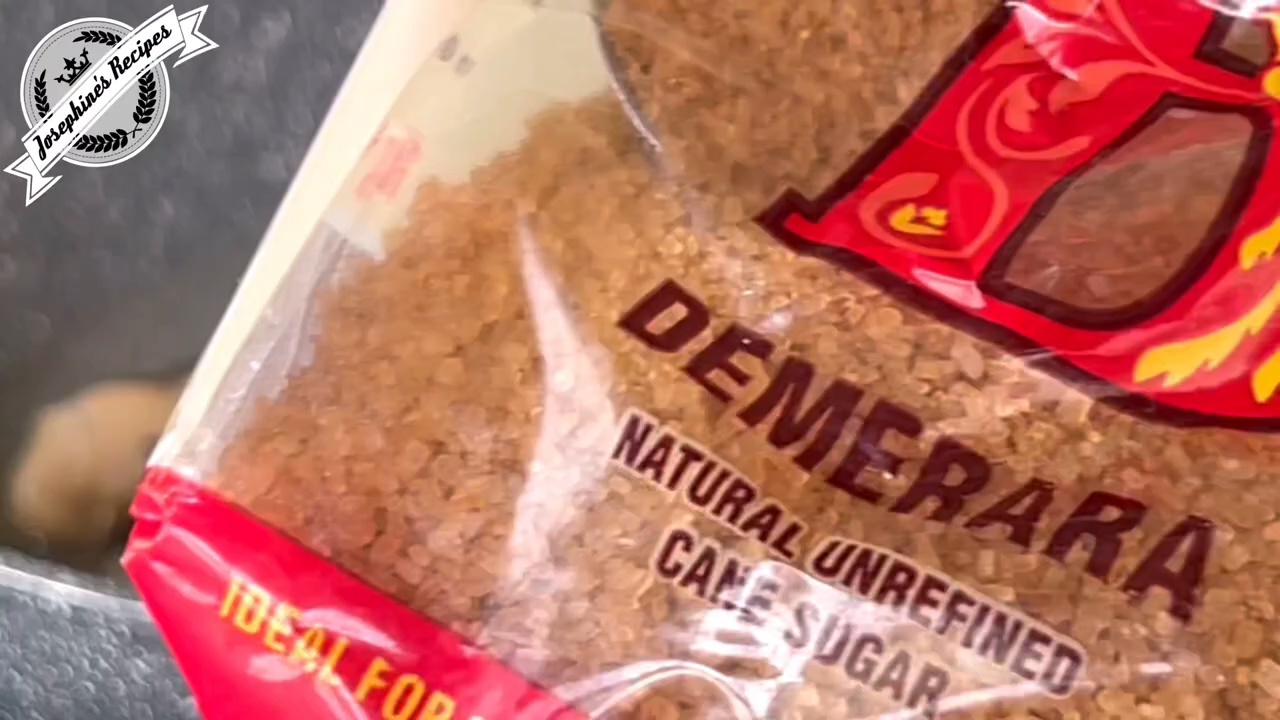 Josephine's Recipes
DEMERARA
NATURAL UNREFINED
CANE SUGAR
IDEAL FOR